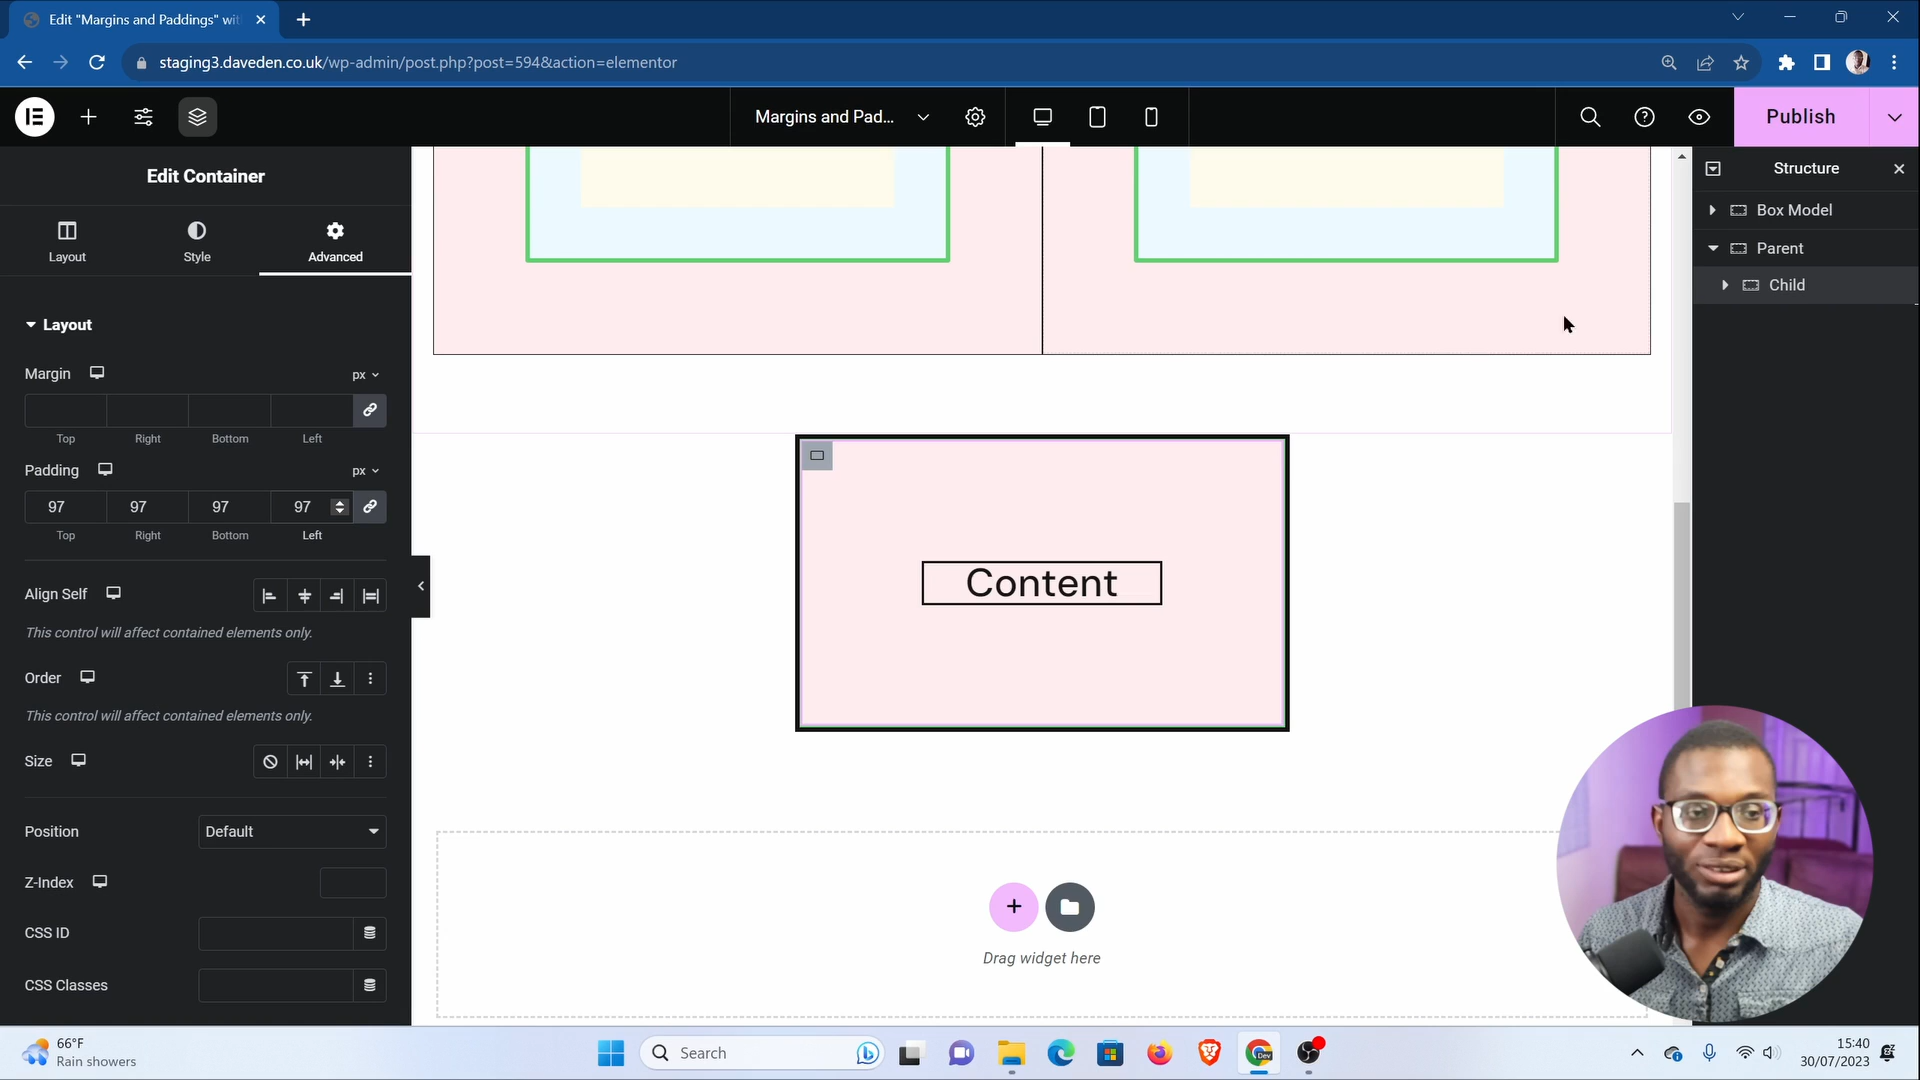 Edit "Margins and Paddings" wit
staging3.daveden.co.uk/wp-admin/post.php?post=594&action=elementor
Margins and Pad...
Publish
Edit Container
Layout
Style
Advanced
Layout
Margin
px
Top
Right
Bottom
Left
Padding
px
97
97
97
97
Top
Right
Bottom
Left
Align Self
This control will affect contained elements only.
Order
This control will affect contained elements only.
Size
Position
Default
Z-Index
CSS ID
CSS Classes
Content
Drag widget here
Structure
Box Model
Parent
Child
66°F
Rain showers
Search
Dev
15:40
30/07/2023